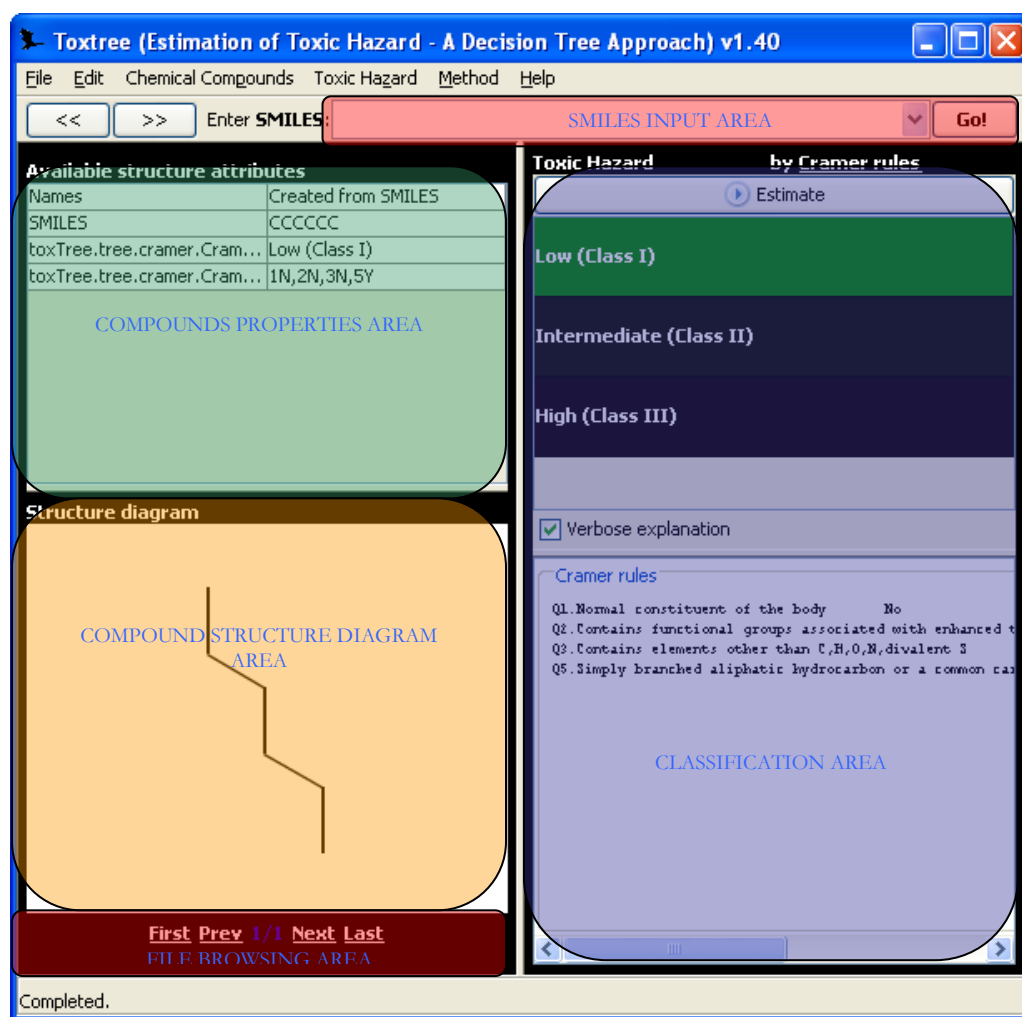 Toxtree (Estimation of Toxic Hazard - A Decision Tree Approach) v1.40
File Edit Chemical Compounds Toxic Hazard Method Help
<< >> Enter SMILES: SMILES INPUT AREA Go!
Available structure attributes
Names Created from SMILES
SMILES CCCCCC
toxTree.tree.cramer.Cram... Low (Class I)
toxTree.tree.cramer.Cram... 1N,2N,3N,5Y
COMPOUNDS PROPERTIES AREA
Structure diagram
COMPOUND STRUCTURE DIAGRAM
AREA
First Prev 1/1 Next Last
FILE BROWSING AREA
Toxic Hazard by Cramer rules
Estimate
Low (Class I)
Intermediate (Class II)
High (Class III)
Verbose explanation
Cramer rules
Q1.Normal constituent of the body No
Q2.Contains functional groups associated with enhanced t
Q3.Contains elements other than C,H,O,N,divalent S
Q5.Simply branched aliphatic hydrocarbon or a common car
CLASSIFICATION AREA
Completed.